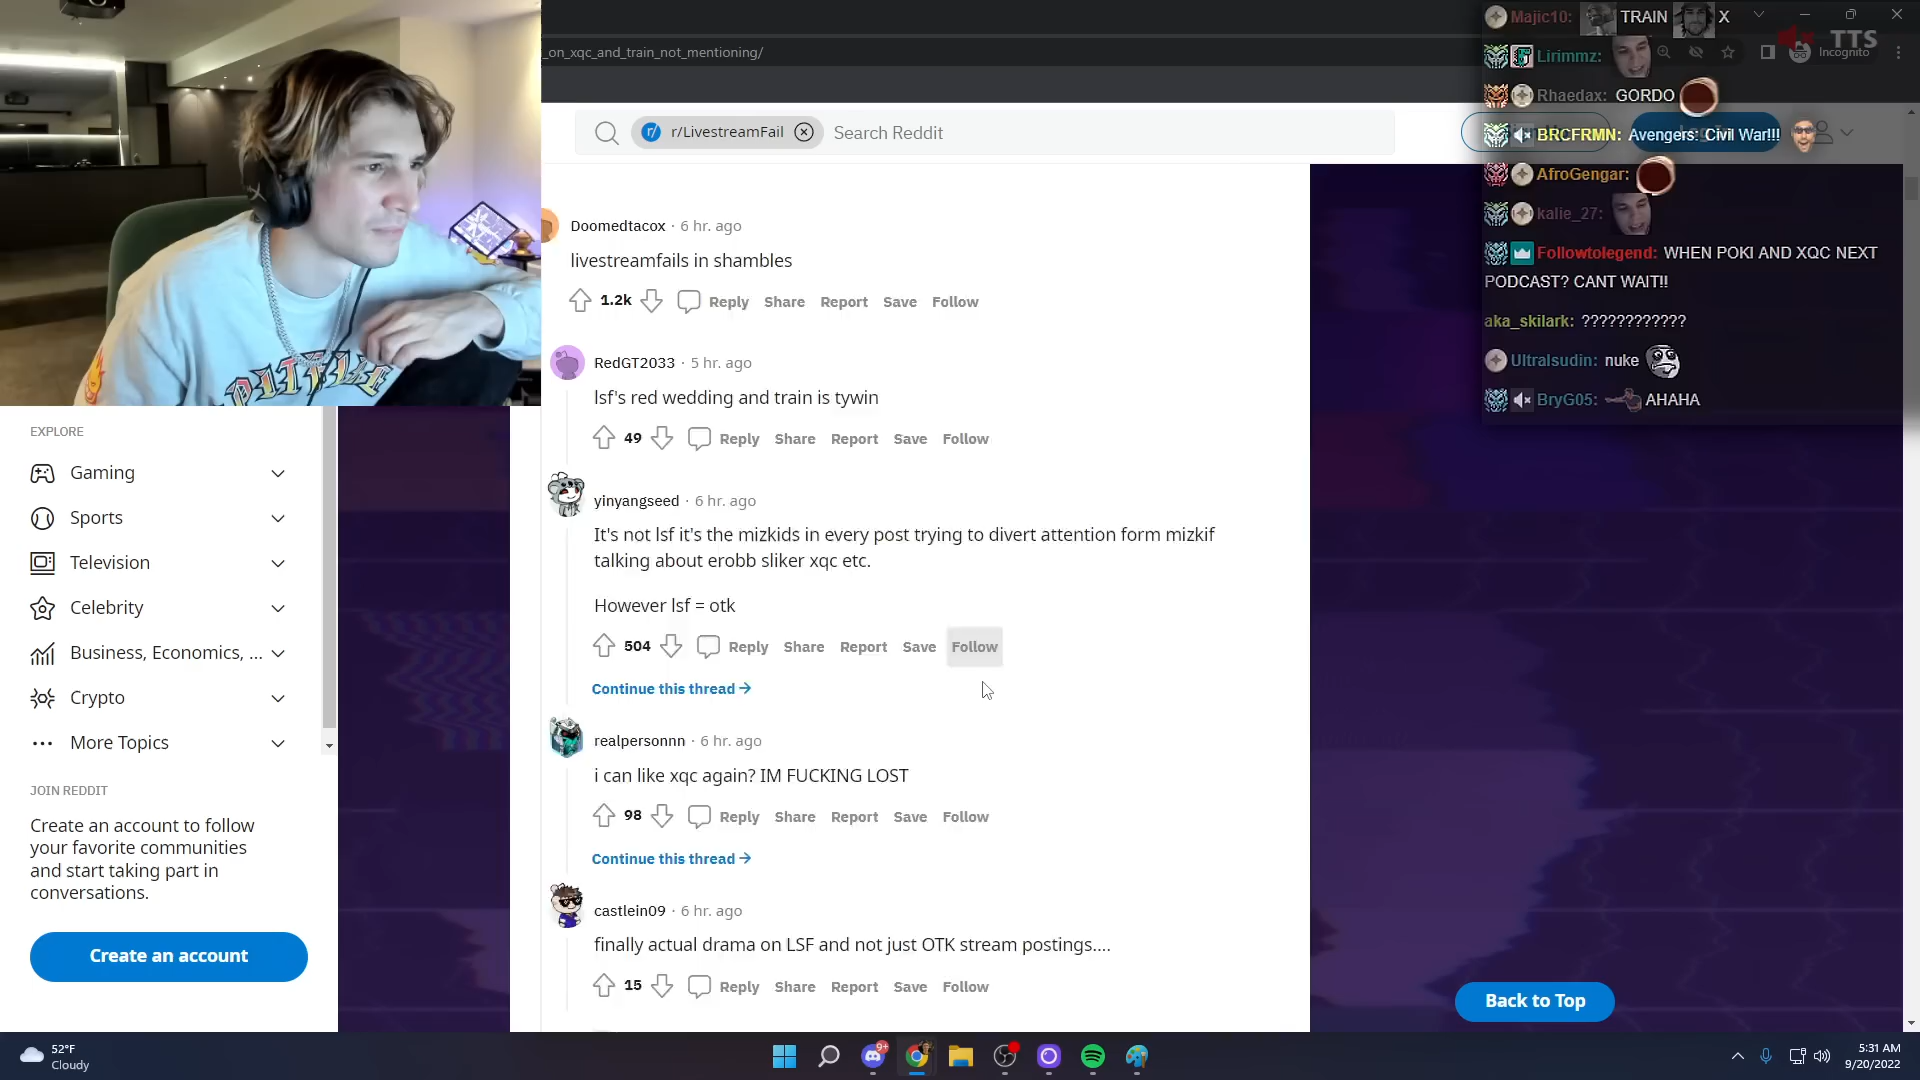 _on_xqc_and_train_not_mentioning/
Incognito
TTS
r/LivestreamFail
Search Reddit
Majic10: TRAIN X
Lirimmz:
Rhaedax: GORDO
BRCFRMN: Avengers: Civil War!!!
AfroGengar:
kalie_27:
Followtolegend: WHEN POKI AND XQC NEXT
PODCAST? CANT WAIT!!
aka_skilark: ????????????
Ultralsudin: nuke
BryG05: AHAHA
Doomedtacox · 6 hr. ago
livestreamfails in shambles
1.2k Reply Share Report Save Follow
RedGT2033 · 5 hr. ago
lsf's red wedding and train is tywin
49 Reply Share Report Save Follow
yinyangseed · 6 hr. ago
It's not lsf it's the mizkids in every post trying to divert attention form mizkif
talking about erobb sliker xqc etc.
However lsf = otk
504 Reply Share Report Save Follow
Continue this thread →
realpersonnn · 6 hr. ago
i can like xqc again? IM FUCKING LOST
98 Reply Share Report Save Follow
Continue this thread →
castlein09 · 6 hr. ago
finally actual drama on LSF and not just OTK stream postings....
15 Reply Share Report Save Follow
EXPLORE
Gaming
Sports
Television
Celebrity
Business, Economics, ...
Crypto
More Topics
JOIN REDDIT
Create an account to follow
your favorite communities
and start taking part in
conversations.
Create an account
Back to Top
52°F
Cloudy
9+
5:31 AM
9/20/2022